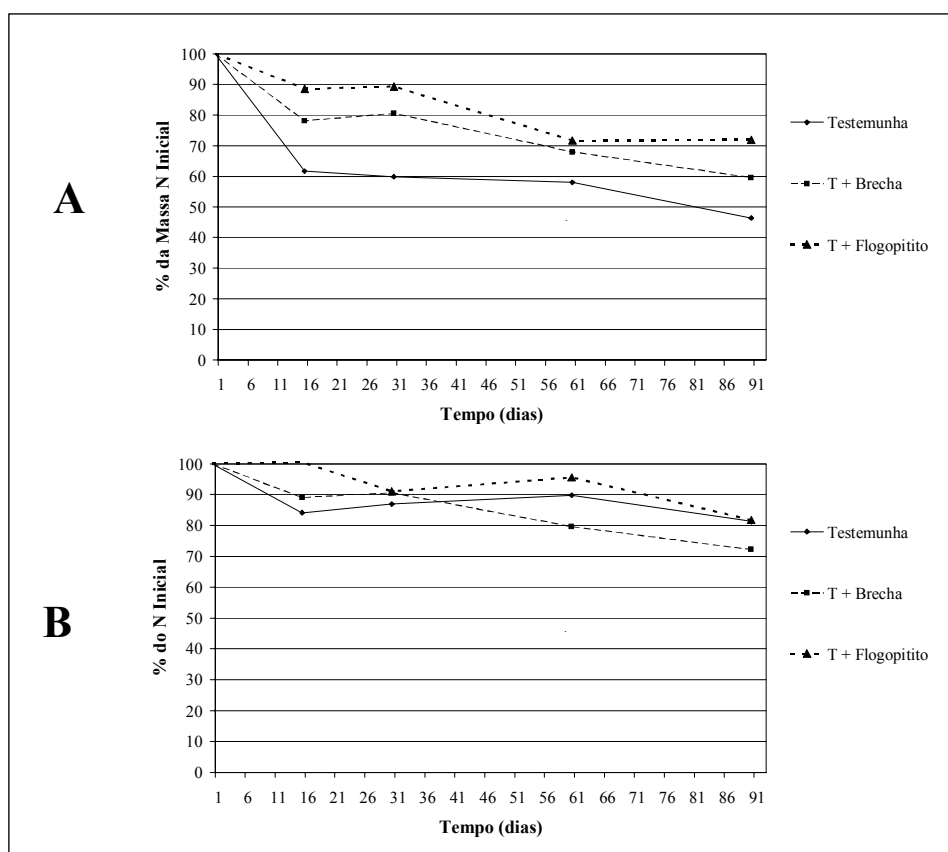 A
% da Massa N Inicial
100
90
80
70
60
50
40
30
20
10
0
1 6 11 16 21 26 31 36 41 46 51 56 61 66 71 76 81 86 91
Tempo (dias)
Testemunha
T + Brecha
T + Flogopitito
B
% do N Inicial
100
90
80
70
60
50
40
30
20
10
0
1 6 11 16 21 26 31 36 41 46 51 56 61 66 71 76 81 86 91
Tempo (dias)
Testemunha
T + Brecha
T + Flogopitito